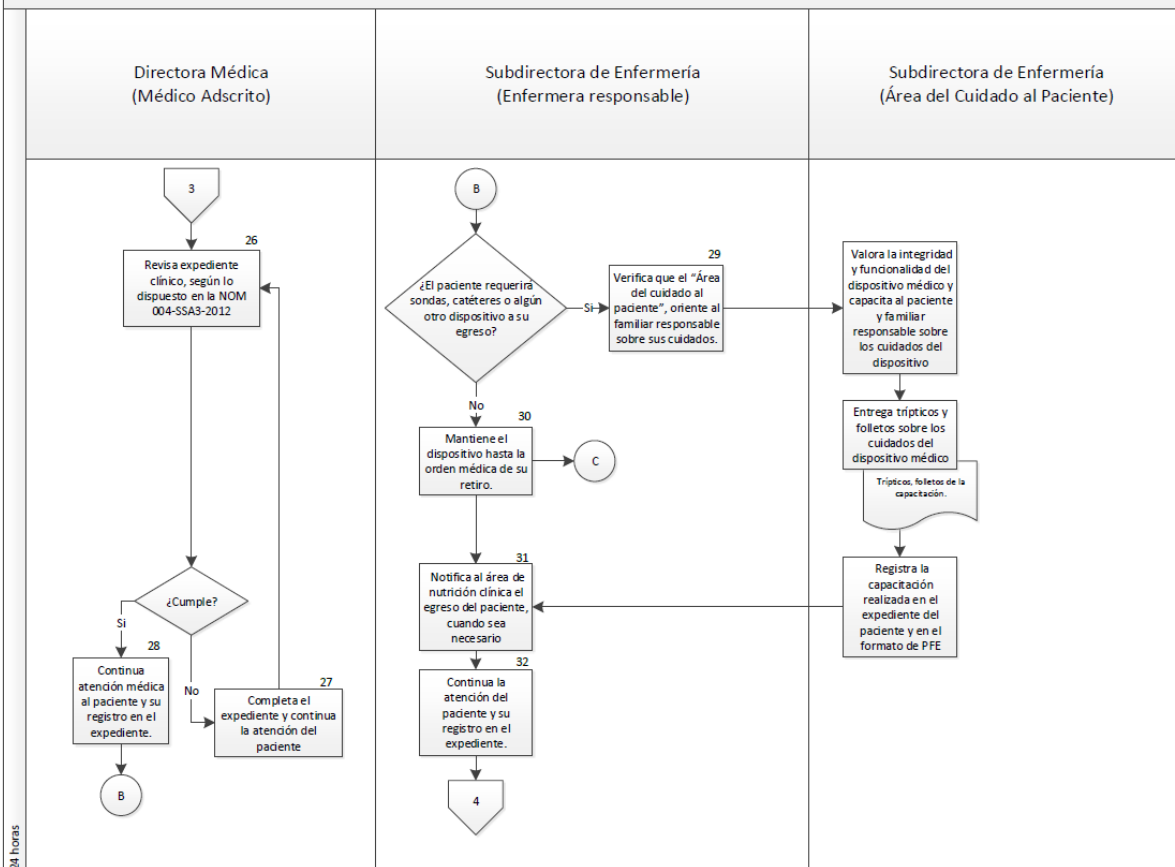 Directora Médica
(Médico Adscrito)
Subdirectora de Enfermería
(Enfermera responsable)
Subdirectora de Enfermería
(Área del Cuidado al Paciente)
3
26
Revisa expediente
clínico, según lo
dispuesto en la NOM
004-SSA3-2012
¿Cumple?
Si
No
28
Continua
atención médica
al paciente y su
registro en el
expediente.
27
Completa el
expediente y continua
la atención del
paciente
B
B
¿El paciente requerirá
sondas, catéteres o algún
otro dispositivo a su
egreso?
Si
29
Verifica que el “Área
del cuidado al
paciente”, oriente al
familiar responsable
sobre sus cuidados.
No
30
Mantiene el
dispositivo hasta la
orden médica de su
retiro.
C
31
Notifica al área de
nutrición clínica el
egreso del paciente,
cuando sea
necesario
32
Continua la
atención del
paciente y su
registro en el
expediente.
4
Valora la integridad
y funcionalidad del
dispositivo médico y
capacita al paciente
y familiar
responsable sobre
los cuidados del
dispositivo
Entrega trípticos y
folletos sobre los
cuidados del
dispositivo médico
Trípticos, folletos de la
capacitación.
Registra la
capacitación
realizada en el
expediente del
paciente y en el
formato de PFE
24 horas